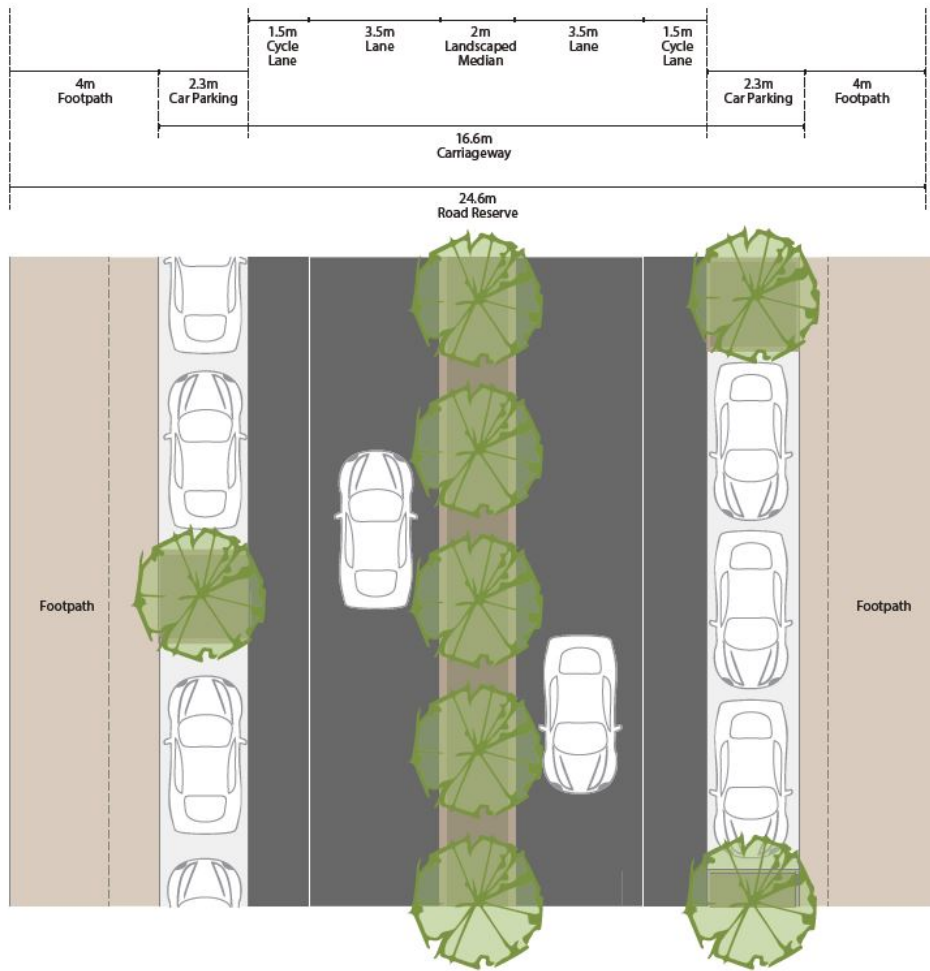 1.5m
Cycle
Lane
3.5m
Lane
2m
Landscaped
Median
3.5m
Lane
1.5m
Cycle
Lane
4m
Footpath
2.3m
Car Parking
2.3m
Car Parking
4m
Footpath
16.6m
Carriageway
24.6m
Road Reserve
Footpath
Footpath